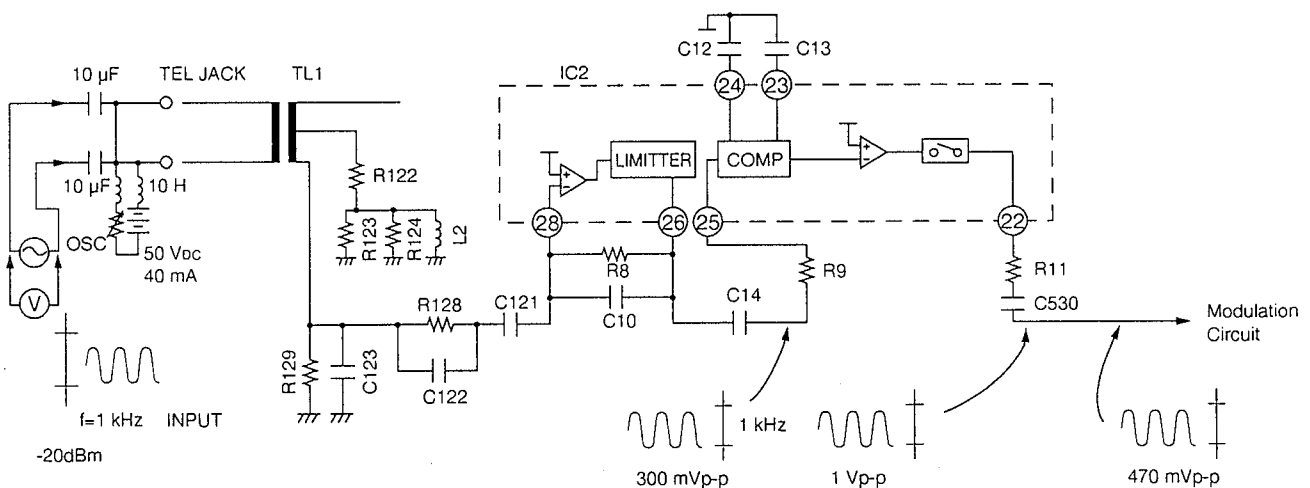 C12
C13
10 µF
TEL JACK
TL1
IC2
24
23
LIMITTER
COMP
10 µF
10 H
R122
28
26
25
22
OSC
R123
R124
L2
50 VDC
40 mA
R8
R9
R11
V
C121
R128
C10
C14
C530
Modulation
Circuit
R129
C123
C122
f=1 kHz
INPUT
1 kHz
-20dBm
300 mVp-p
1 Vp-p
470 mVp-p